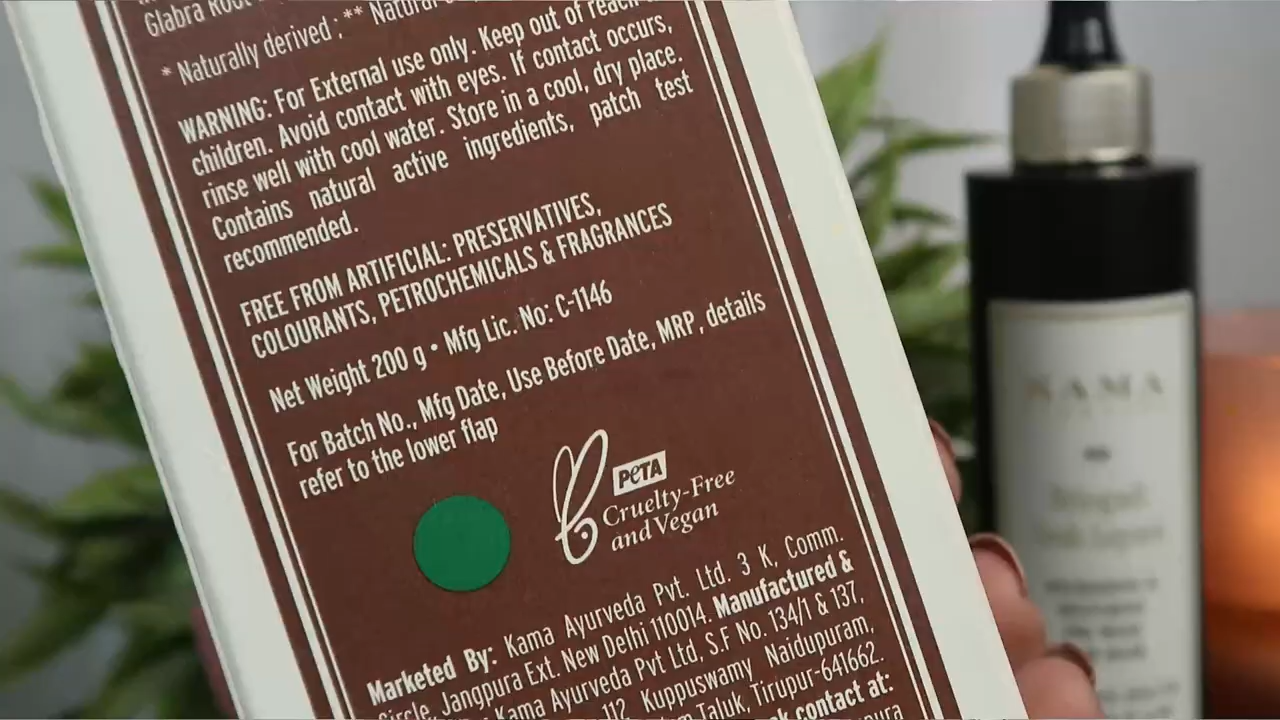 Glabra Root
* Naturally derived ; ** Natural
WARNING: For External use only. Keep out of reach
children. Avoid contact with eyes. If contact occurs,
rinse well with cool water. Store in a cool, dry place.
Contains natural active ingredients, patch test
recommended.
FREE FROM ARTIFICIAL: PRESERVATIVES,
COLOURANTS, PETROCHEMICALS & FRAGRANCES
Net Weight 200 g • Mfg Lic. No: C-1146
For Batch No., Mfg Date, Use Before Date, MRP, details
refer to the lower flap
PETA
Cruelty-Free
and Vegan
Marketed By: Kama Ayurveda Pvt. Ltd. 3 K, Comm.
Circle, Jangpura Ext. New Delhi 110014. Manufactured &
Kama Ayurveda Pvt Ltd, S.F No. 134/1 & 137,
112 Kuppuswamy Naidupuram,
Taluk, Tirupur-641662.
contact at:
KAMA